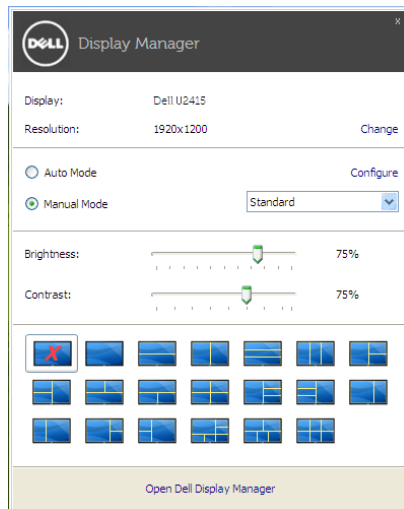 x
DELL Display Manager
Display: Dell U2415
Resolution: 1920x1200 Change
Auto Mode Configure
Manual Mode Standard
Brightness: 75%
Contrast: 75%
Open Dell Display Manager